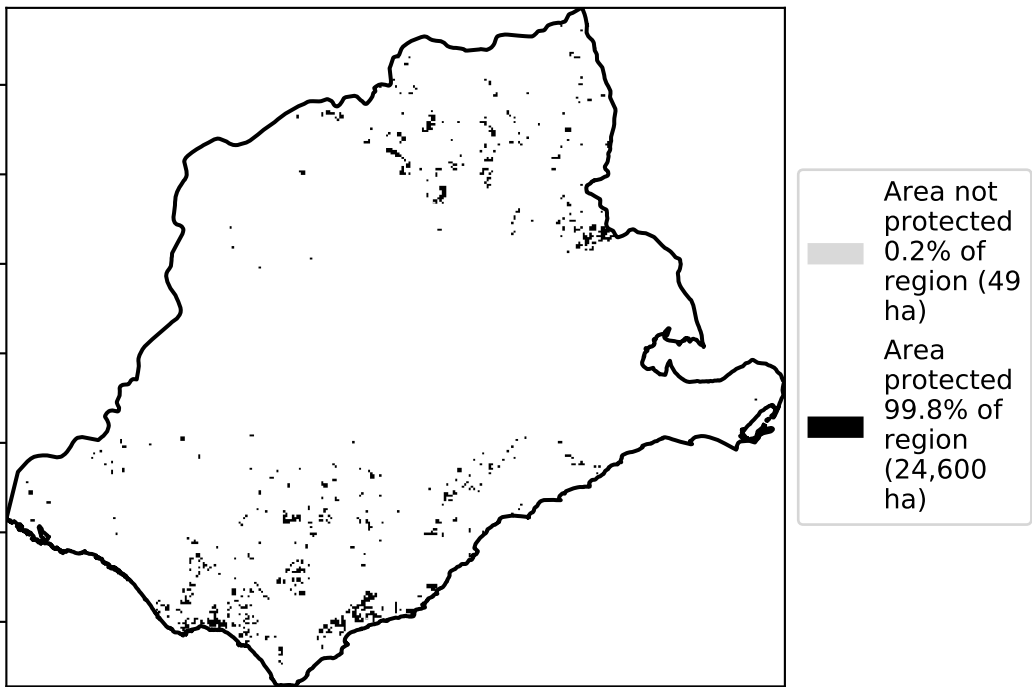 Area not
protected
0.2% of
region (49
ha)
Area
protected
99.8% of
region
(24,600
ha)